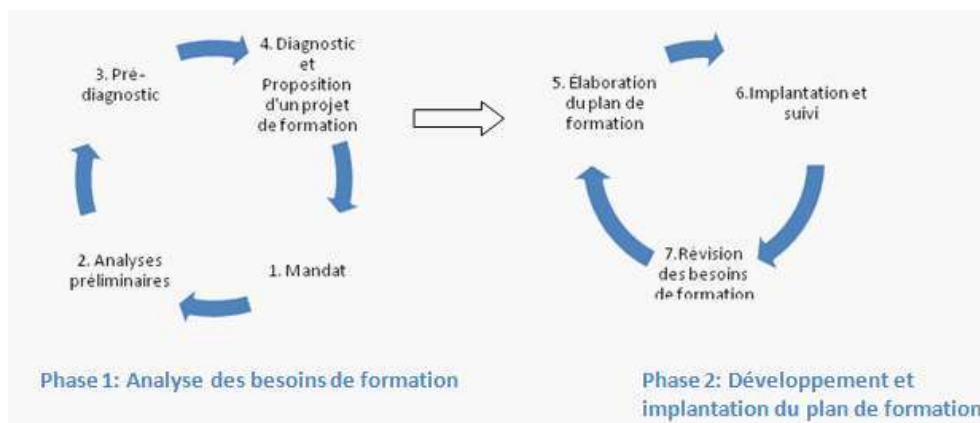 4. Diagnostic
et
Proposition
d'un projet
de formation
3. Pré-
diagnostic
2. Analyses
préliminaires
1. Mandat
Phase 1: Analyse des besoins de formation
5. Élaboration
du plan de
formation
6.Implantation et
suivi
7.Révision
des besoins
de formation
Phase 2: Développement et
implantation du plan de formation